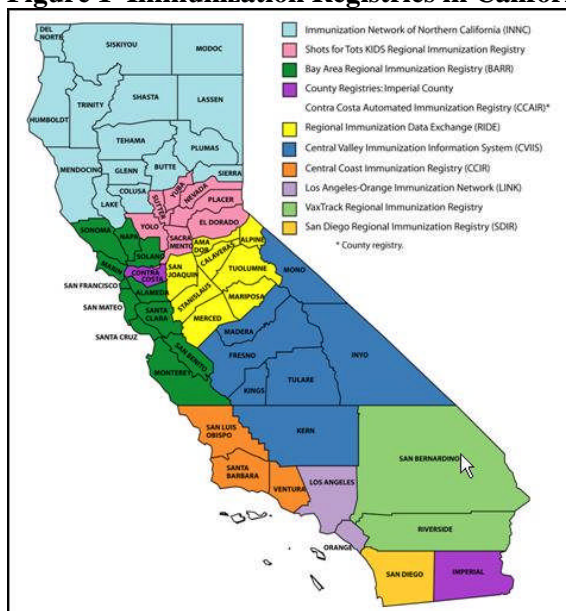 Figure 1 Immunization Registries in Califor
Immunization Network of Northern California (INNC)
Shots for Tots KIDS Regional Immunization Registry
Bay Area Regional Immunization Registry (BARR)
County Registries: Imperial County
Contra Costa Automated Immunization Registry (CCAIR)*
Regional Immunization Data Exchange (RIDE)
Central Valley Immunization Information System (CVIIS)
Central Coast Immunization Registry (CCIR)
Los Angeles-Orange Immunization Network (LINK)
VaxTrack Regional Immunization Registry
San Diego Regional Immunization Registry (SDIR)
* County registry.
DEL
NORTE
SISKIYOU
MODOC
HUMBOLDT
TRINITY
SHASTA
LASSEN
TEHAMA
PLUMAS
MENDOCINO
GLENN
BUTTE
SIERRA
LAKE
COLUSA
SUTTER
YUBA
NEVADA
PLACER
YOLO
EL DORADO
SONOMA
NAPA
SACRA
MENTO
AMA
DOR
ALPINE
SOLANO
CALAVERAS
MARIN
CONTRA
COSTA
SAN
JOAQUIN
TUOLUMNE
MONO
SAN FRANCISCO
ALAMEDA
STANISLAUS
MARIPOSA
SAN MATEO
SANTA
CLARA
MERCED
SANTA CRUZ
MADERA
SAN BENITO
FRESNO
INYO
MONTEREY
KINGS
TULARE
SAN LUIS
OBISPO
KERN
SAN BERNARDINO
SANTA
BARBARA
VENTURA
LOS ANGELES
ORANGE
RIVERSIDE
SAN DIEGO
IMPERIAL